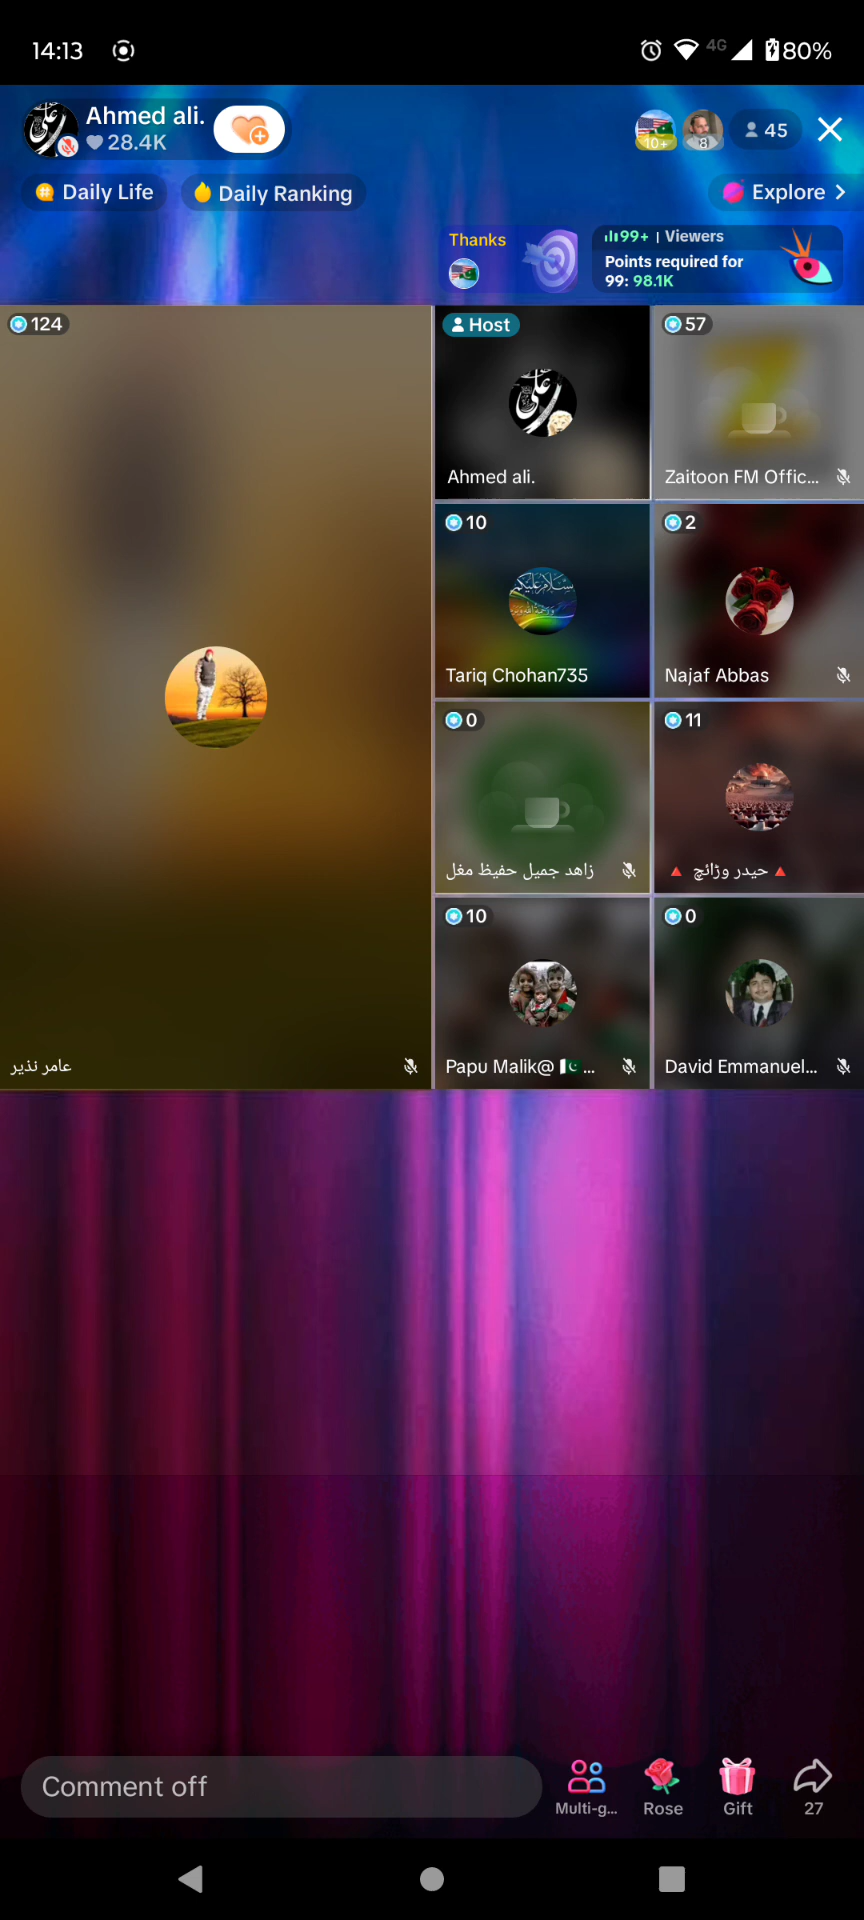 14:13
4G
80%
Ahmed ali.
28.4K
10+
8
45
Daily Life
Daily Ranking
Explore
Thanks
99+ | Viewers
Points required for
99: 98.1K
124
Host
57
Ahmed ali.
Zaitoon FM Offic...
10
2
Tariq Chohan735
Najaf Abbas
0
11
زاهد جمیل حفیظ مغل
🔺 حیدر وڑائچ 🔺
10
0
عامر نذیر
Papu Malik@ 🇵🇰 ...
David Emmanuel...
Comment off
Multi-g...
Rose
Gift
27